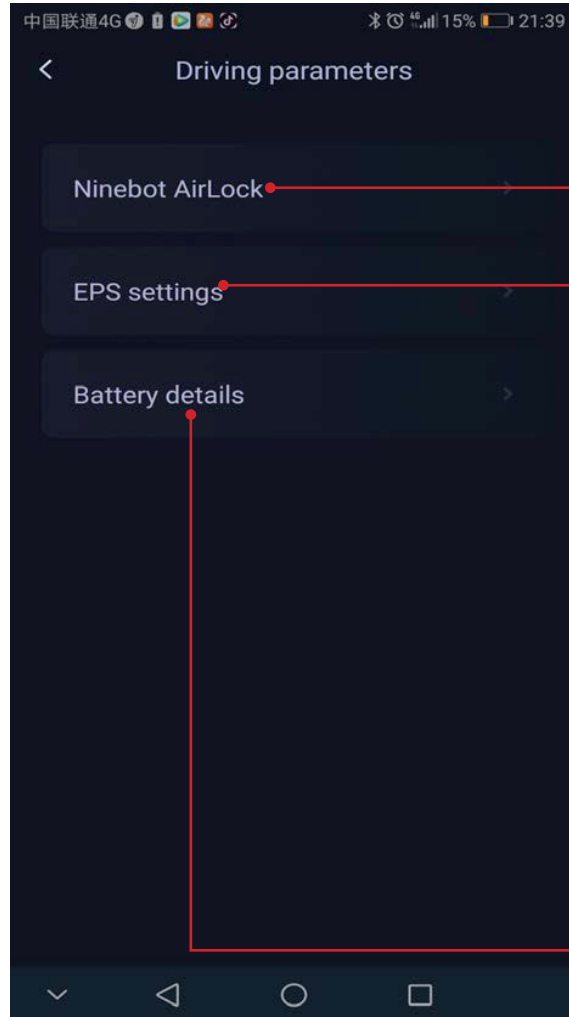 中国联通4G 15% 21:39
Driving parameters
Ninebot AirLock
EPS settings
Battery details